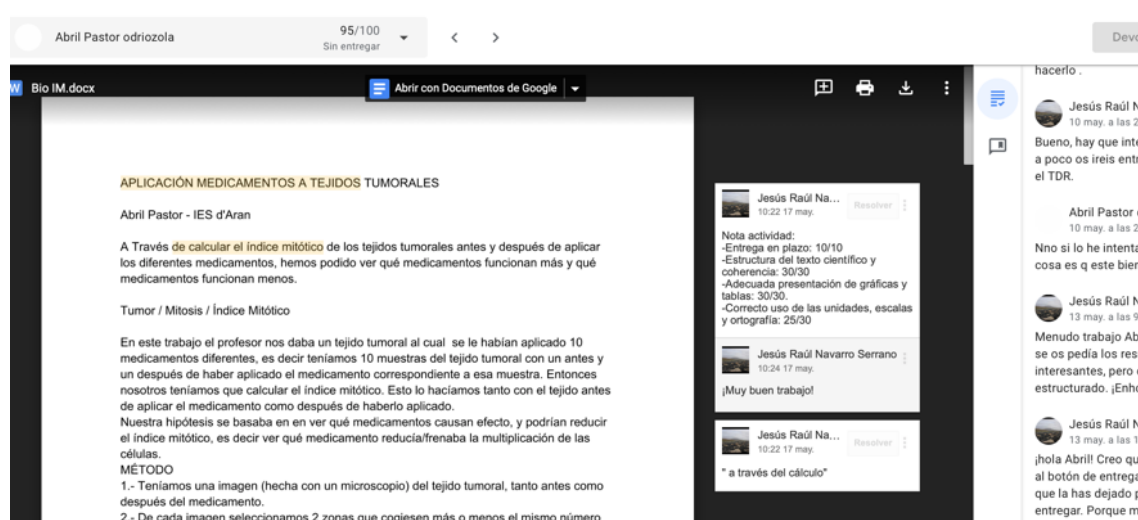 Abril Pastor odriozola
95/100
Sin entregar
Devo
W Bio IM.docx
Abrir con Documentos de Google
APLICACIÓN MEDICAMENTOS A TEJIDOS TUMORALES
Abril Pastor - IES d'Aran
A Través de calcular el índice mitótico de los tejidos tumorales antes y después de aplicar
los diferentes medicamentos, hemos podido ver qué medicamentos funcionan más y qué
medicamentos funcionan menos.
Tumor / Mitosis / Índice Mitótico
En este trabajo el profesor nos daba un tejido tumoral al cual se le habían aplicado 10
medicamentos diferentes, es decir teníamos 10 muestras del tejido tumoral con un antes y
un después de haber aplicado el medicamento correspondiente a esa muestra. Entonces
nosotros teníamos que calcular el índice mitótico. Esto lo hacíamos tanto con el tejido antes
de aplicar el medicamento como después de haberlo aplicado.
Nuestra hipótesis se basaba en en ver qué medicamentos causan efecto, y podrían reducir
el índice mitótico, es decir ver qué medicamento reducía/frenaba la multiplicación de las
células.
MÉTODO
1.- Teníamos una imagen (hecha con un microscopio) del tejido tumoral, tanto antes como
después del medicamento.
2.- De cada imagen seleccionamos 2 zonas que cogiesen más o menos el mismo número
Jesús Raúl Na...
10:22 17 may.
Resolver
Nota actividad:
-Entrega en plazo: 10/10
-Estructura del texto científico y
coherencia: 30/30
-Adecuada presentación de gráficas y
tablas: 30/30.
-Correcto uso de las unidades, escalas
y ortografía: 25/30
Jesús Raúl Navarro Serrano
10:24 17 may.
¡Muy buen trabajo!
Jesús Raúl Na...
10:22 17 may.
Resolver
" a través del cálculo"
hacerlo .
Jesús Raúl N
10 may. a las 2
Bueno, hay que inte
a poco os ireis entr
el TDR.
Abril Pastor
10 may. a las 2
Nno si lo he intenta
cosa es q este bier
Jesús Raúl N
13 may. a las 9
Menudo trabajo Ab
se os pedía los res
interesantes, pero
estructurado. ¡Enho
Jesús Raúl N
13 may. a las 1
¡hola Abril! Creo qu
al botón de entrega
que la has dejado p
entregar. Porque m